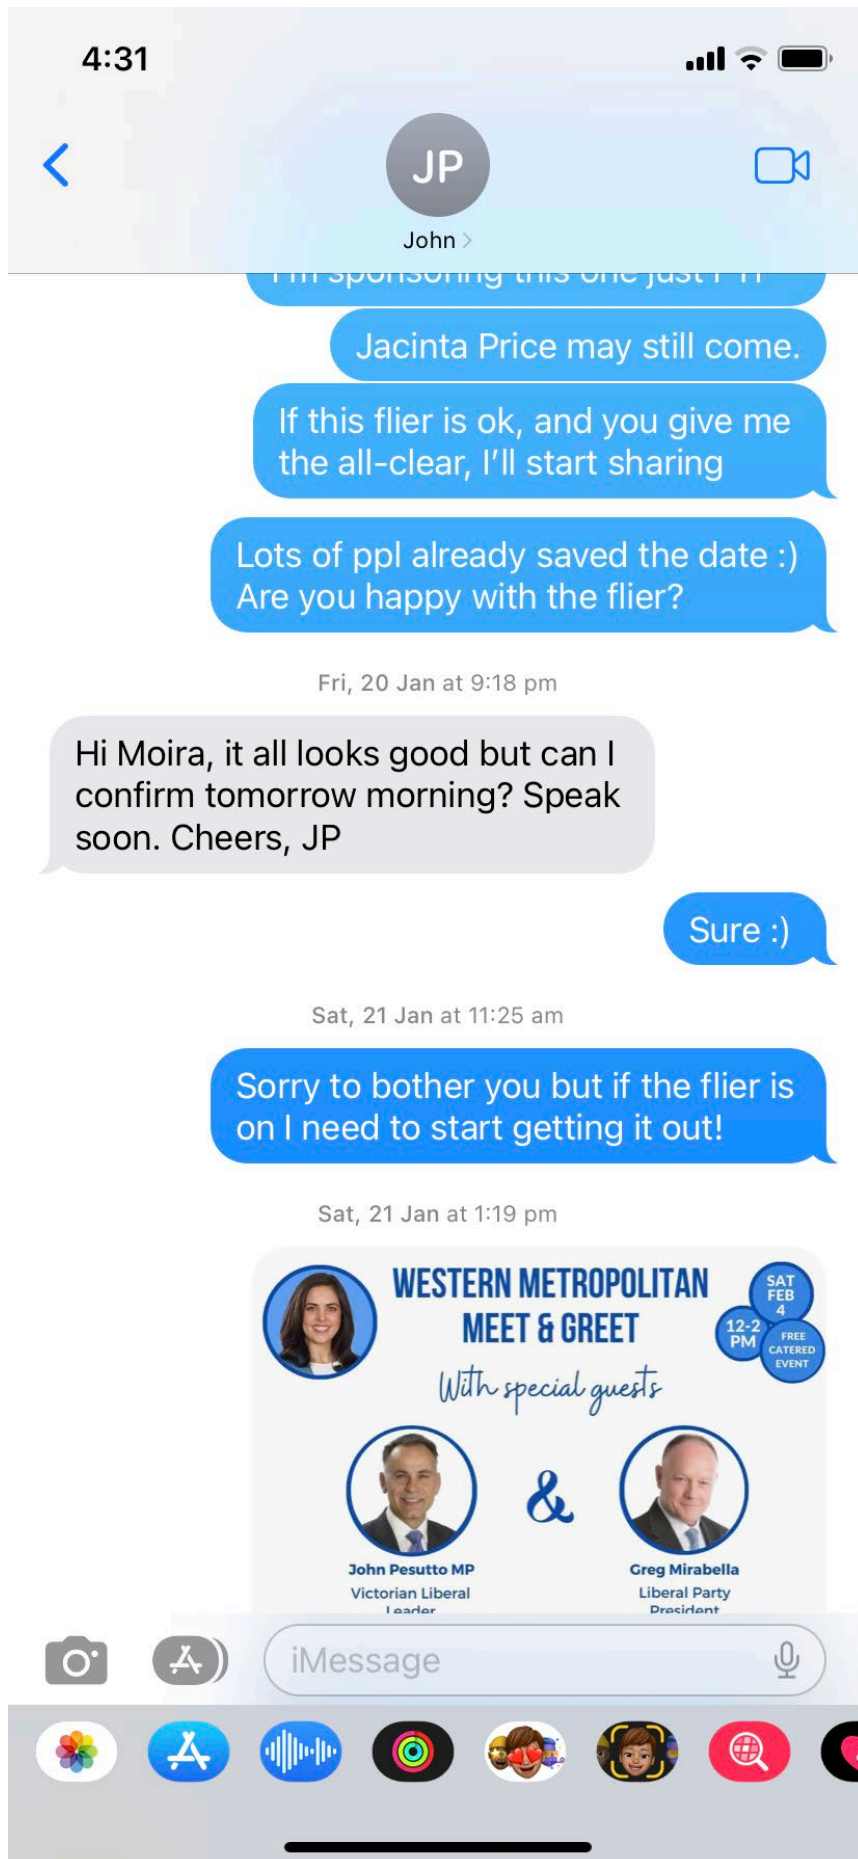 4:31
JP
John
I'm sponsoring this one just
Jacinta Price may still come.
If this flier is ok, and you give me
the all-clear, I'll start sharing
Lots of ppl already saved the date :)
Are you happy with the flier?
Fri, 20 Jan at 9:18 pm
Hi Moira, it all looks good but can I
confirm tomorrow morning? Speak
soon. Cheers, JP
Sure :)
Sat, 21 Jan at 11:25 am
Sorry to bother you but if the flier is
on I need to start getting it out!
Sat, 21 Jan at 1:19 pm
WESTERN METROPOLITAN
MEET & GREET
SAT
FEB
4
12-2
PM
FREE
CATERED
EVENT
With special guests
&
John Pesutto MP
Victorian Liberal
Leader
Greg Mirabella
Liberal Party
President
iMessage